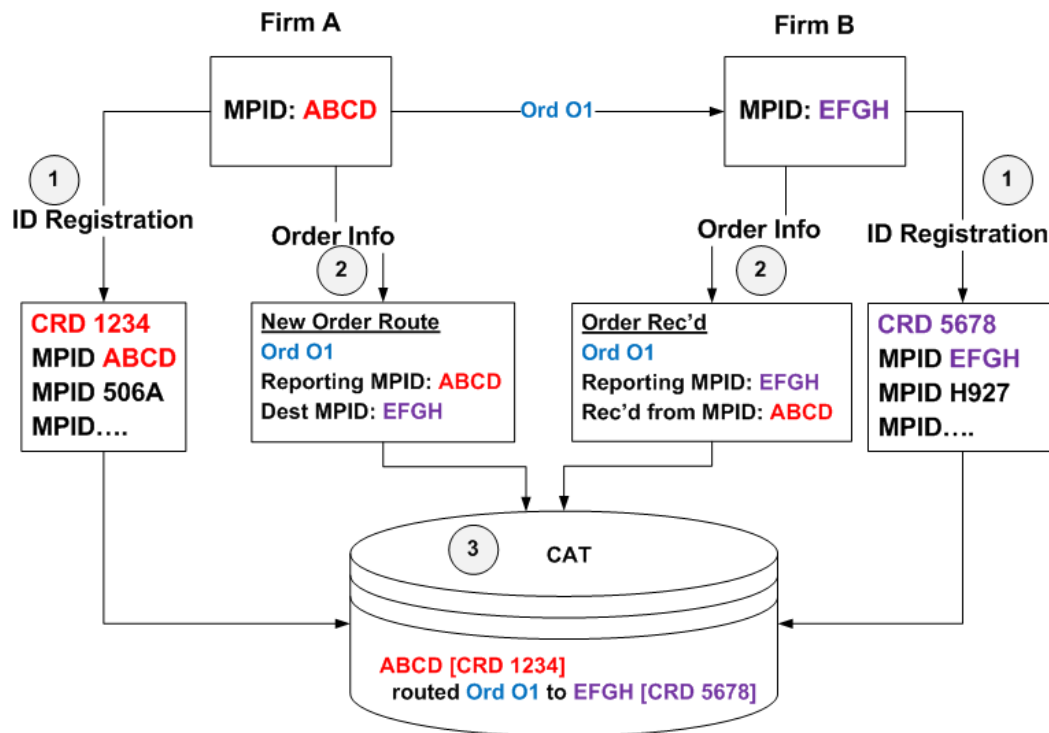 Firm A
Firm B
MPID: ABCD
Ord O1
MPID: EFGH
1
ID Registration
Order Info
2
Order Info
2
1
ID Registration
CRD 1234
MPID ABCD
MPID 506A
MPID….
New Order Route
Ord O1
Reporting MPID: ABCD
Dest MPID: EFGH
Order Rec’d
Ord O1
Reporting MPID: EFGH
Rec’d from MPID: ABCD
CRD 5678
MPID EFGH
MPID H927
MPID….
3
CAT
ABCD [CRD 1234]
routed Ord O1 to EFGH [CRD 5678]